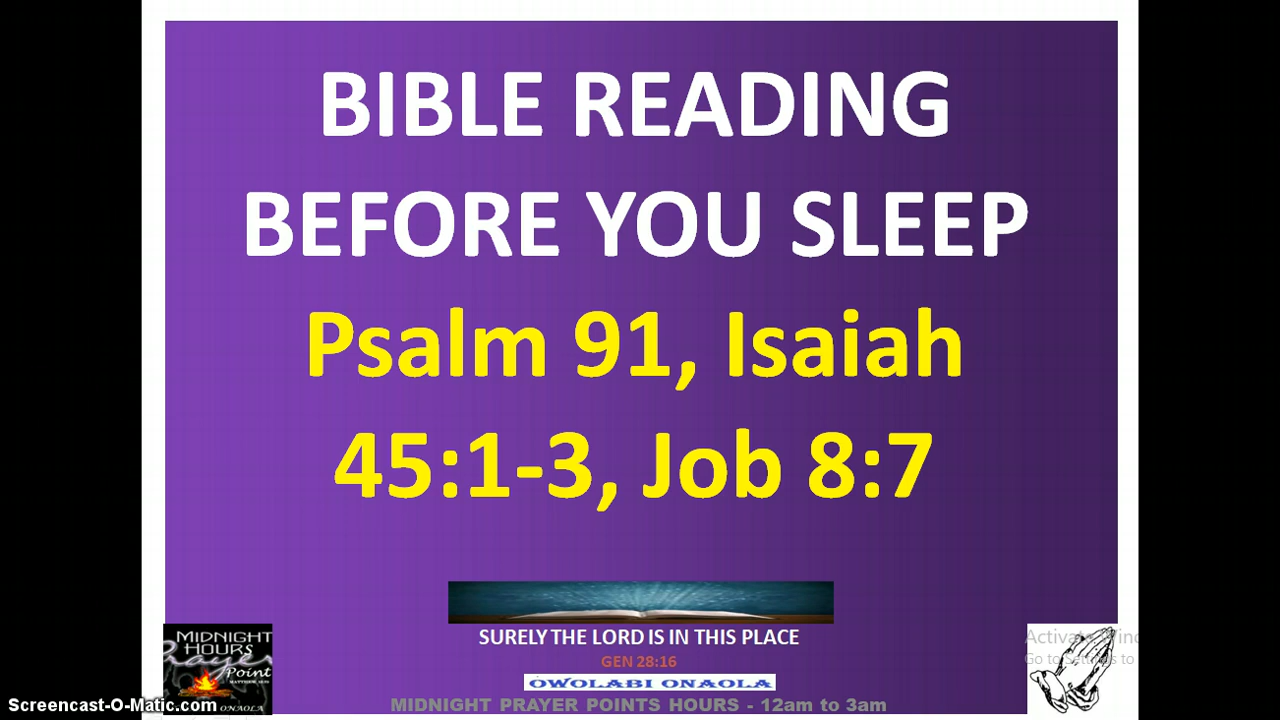 BIBLE READING
BEFORE YOU SLEEP
Psalm 91, Isaiah
45:1-3, Job 8:7
SURELY THE LORD IS IN THIS PLACE
GEN 28:16
OWOLABI ONAOLA
MIDNIGHT PRAYER POINTS HOURS - 12am to 3am
MIDNIGHT
HOURS
Prayer
Point
ONAOLA
Screencast-O-Matic.com
Activate Wind
Go to Settings to